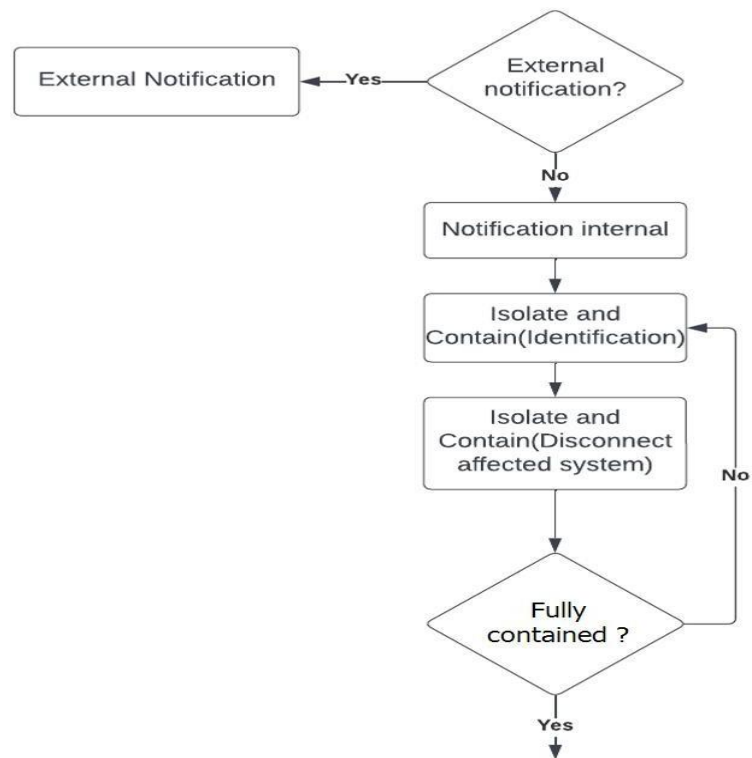 External
notification?
Yes
External Notification
No
Notification internal
Isolate and
Contain(Identification)
Isolate and
Contain(Disconnect
affected system)
No
Fully
contained ?
Yes